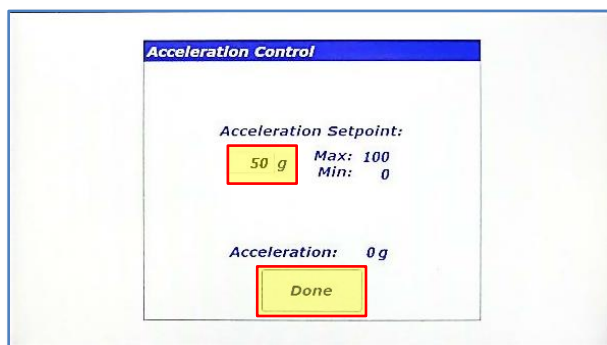 Acceleration Control
Acceleration Setpoint:
50 g Max: 100
Min: 0
Acceleration: 0 g
Done